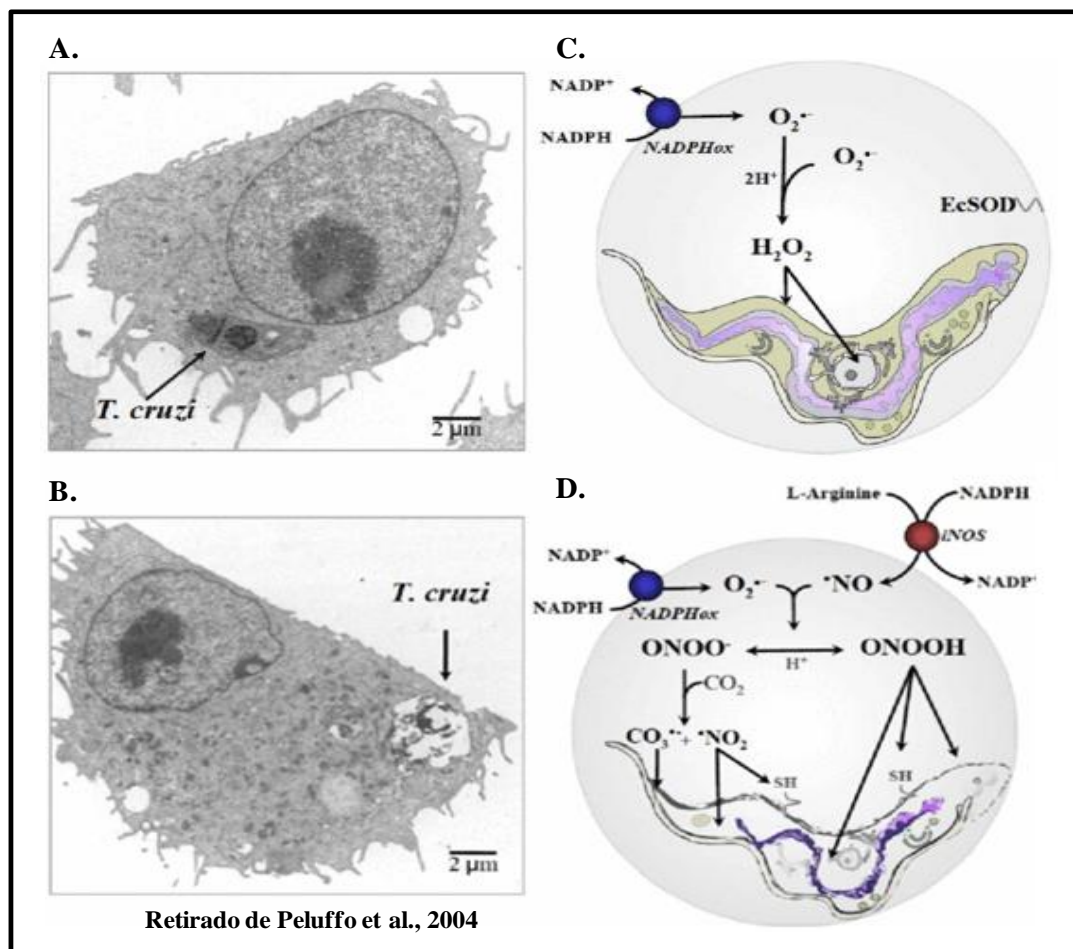 A.
T. cruzi
2 µm
B.
T. cruzi
2 µm
Retirado de Peluffo et al., 2004
C.
NADP⁺
NADPH
NADPHox
O₂•⁻
O₂•⁻
2H⁺
EcSOD
H₂O₂
D.
L-Arginine
NADPH
iNOS
NADP⁺
NADP⁺
NADPH
NADPHox
O₂•⁻
•NO
ONOO⁻
H⁺
ONOOH
CO₂
CO₃•⁻ + •NO₂
SH
SH